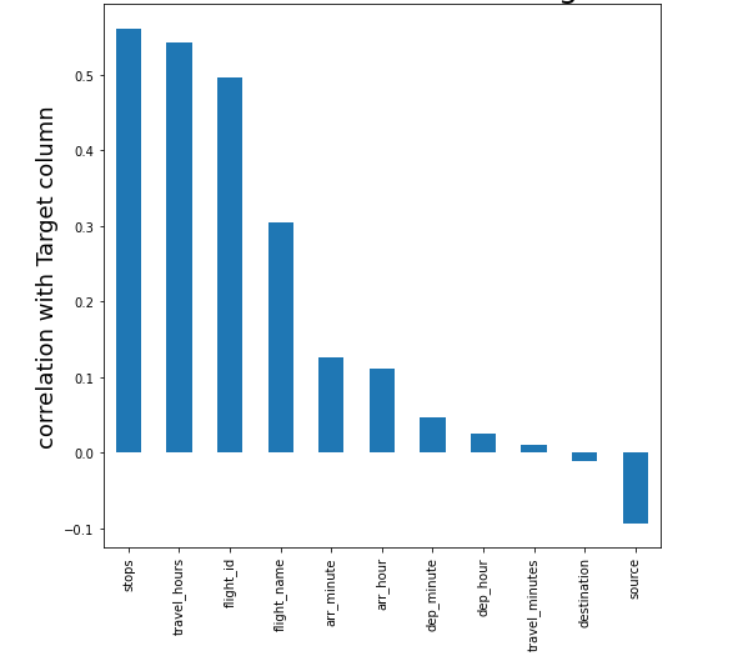 correlation with Target column
0.5
0.4
0.3
0.2
0.1
0.0
−0.1
stops
travel_hours
flight_id
flight_name
arr_minute
arr_hour
dep_minute
dep_hour
travel_minutes
destination
source